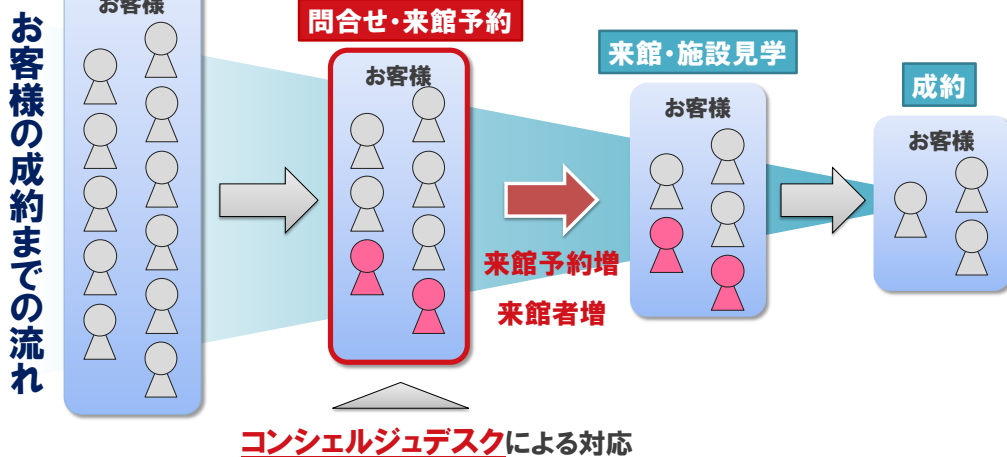 お客様の成約までの流れ
お客様
問合せ・来館予約
お客様
来館・施設見学
お客様
成約
お客様
来館予約増
来館者増
コンシェルジュデスクによる対応